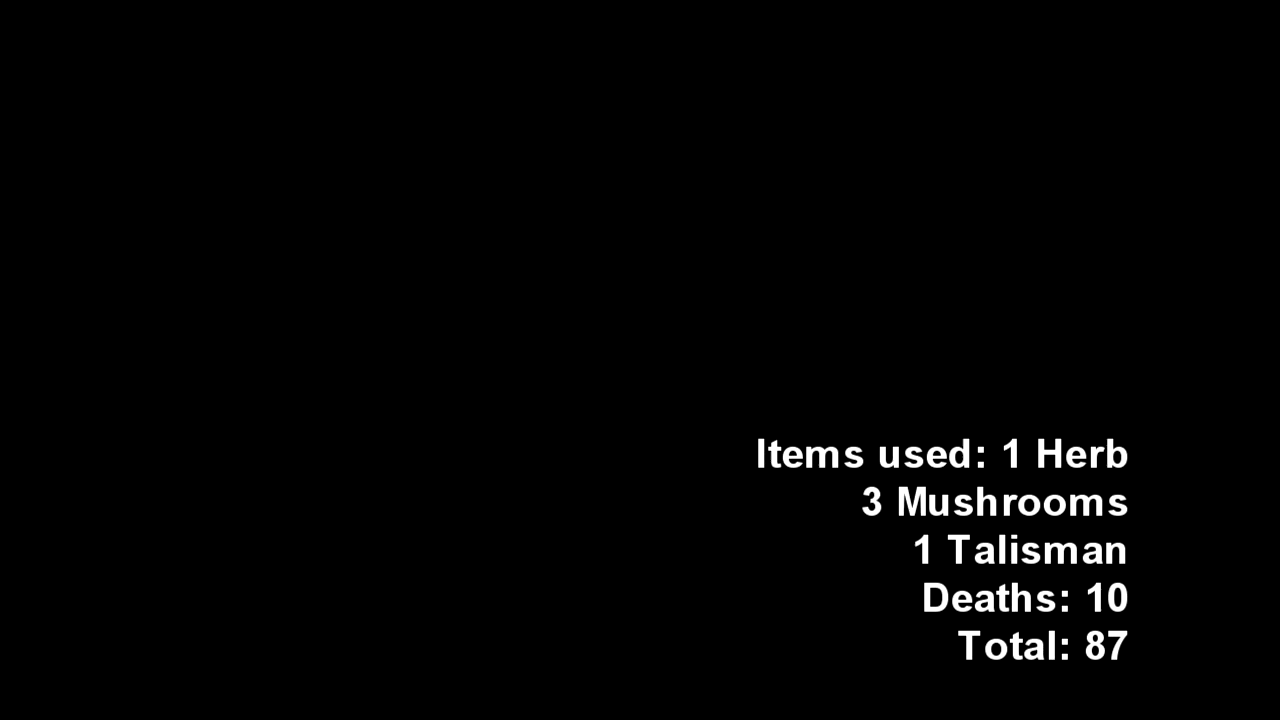 Items used: 1 Herb
3 Mushrooms
1 Talisman
Deaths: 10
Total: 87